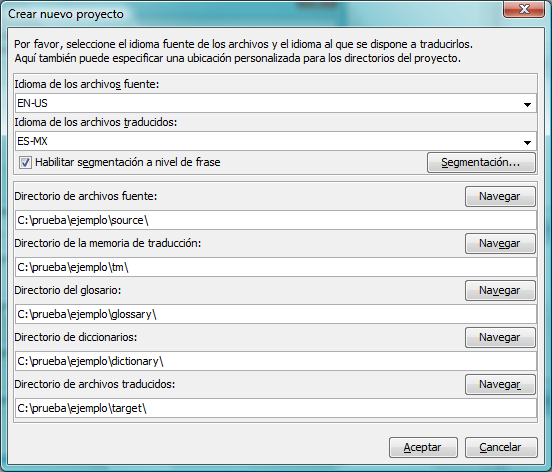 Crear nuevo proyecto
Por favor, seleccione el idioma fuente de los archivos y el idioma al que se dispone a traducirlos.
Aquí también puede especificar una ubicación personalizada para los directorios del proyecto.
Idioma de los archivos fuente:
EN-US
Idioma de los archivos traducidos:
ES-MX
Habilitar segmentación a nivel de frase
Segmentación...
Directorio de archivos fuente:
Navegar
C:\prueba\ejemplo\source\
Directorio de la memoria de traducción:
Navegar
C:\prueba\ejemplo\tm\
Directorio del glosario:
Navegar
C:\prueba\ejemplo\glossary\
Directorio de diccionarios:
Navegar
C:\prueba\ejemplo\dictionary\
Directorio de archivos traducidos:
Navegar
C:\prueba\ejemplo\target\
Aceptar
Cancelar